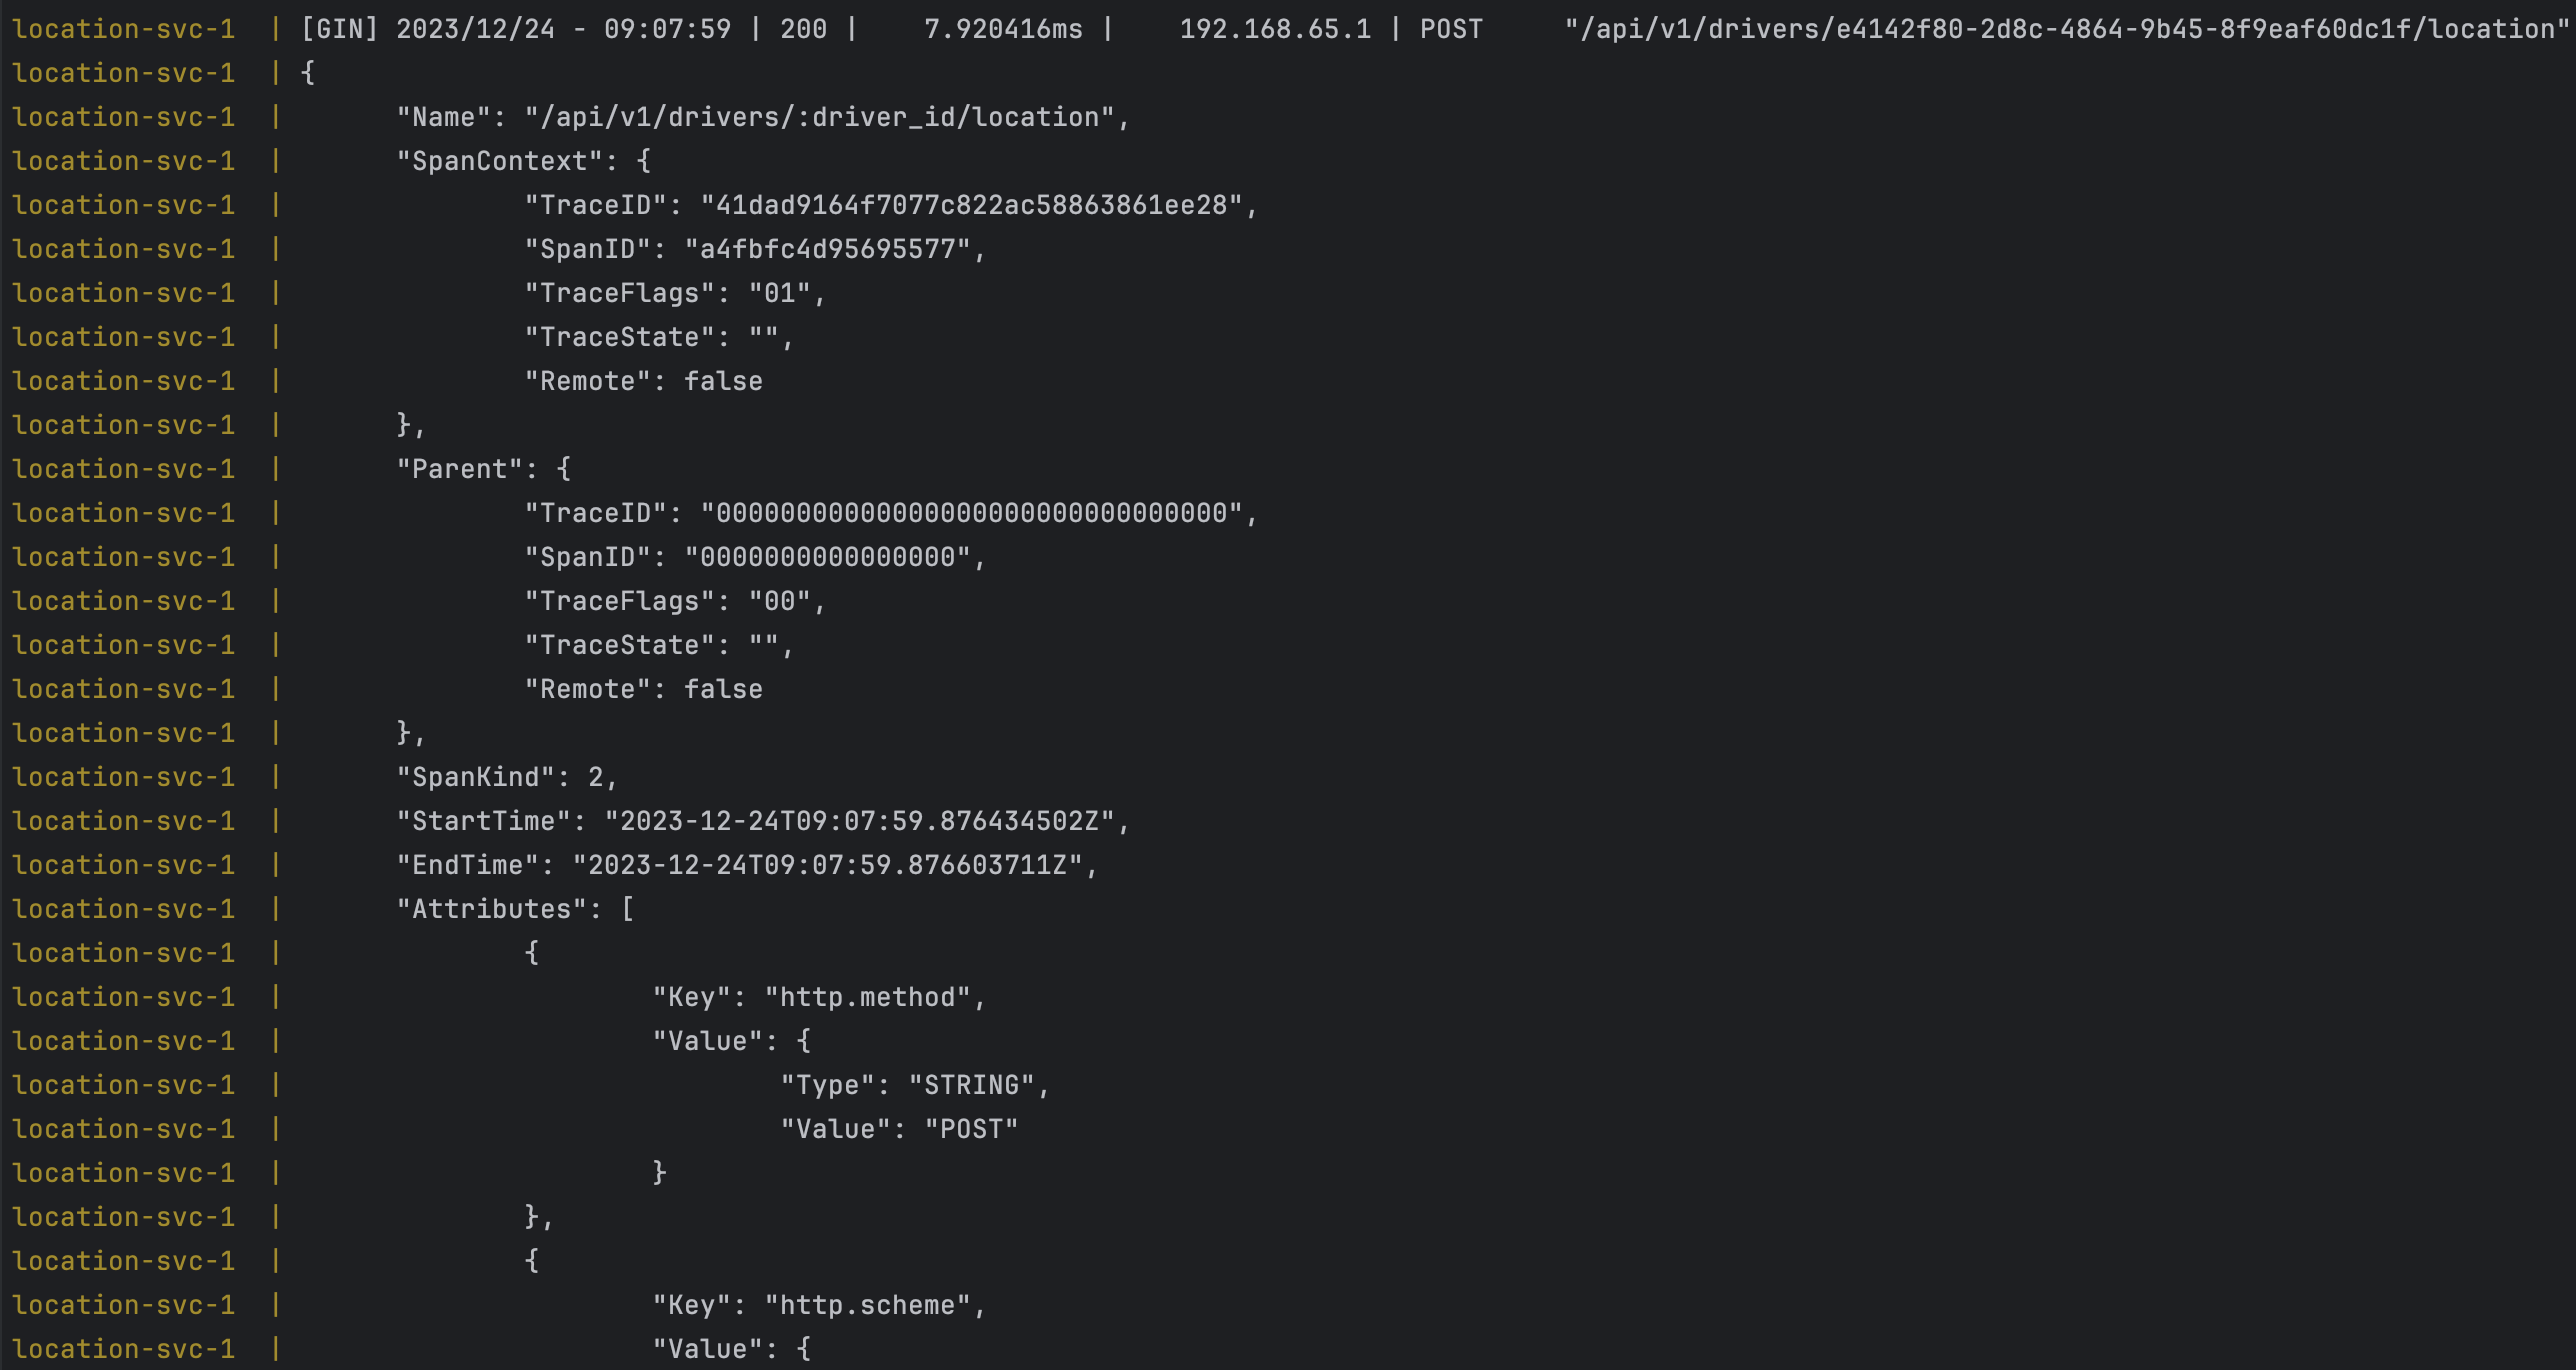 location-svc-1  | [GIN] 2023/12/24 - 09:07:59 | 200 |    7.920416ms |    192.168.65.1 | POST     "/api/v1/drivers/e4142f80-2d8c-4864-9b45-8f9eaf60dc1f/location"
location-svc-1  | {
location-svc-1  |       "Name": "/api/v1/drivers/:driver_id/location",
location-svc-1  |       "SpanContext": {
location-svc-1  |               "TraceID": "41dad9164f7077c822ac58863861ee28",
location-svc-1  |               "SpanID": "a4fbfc4d95695577",
location-svc-1  |               "TraceFlags": "01",
location-svc-1  |               "TraceState": "",
location-svc-1  |               "Remote": false
location-svc-1  |       },
location-svc-1  |       "Parent": {
location-svc-1  |               "TraceID": "00000000000000000000000000000000",
location-svc-1  |               "SpanID": "0000000000000000",
location-svc-1  |               "TraceFlags": "00",
location-svc-1  |               "TraceState": "",
location-svc-1  |               "Remote": false
location-svc-1  |       },
location-svc-1  |       "SpanKind": 2,
location-svc-1  |       "StartTime": "2023-12-24T09:07:59.876434502Z",
location-svc-1  |       "EndTime": "2023-12-24T09:07:59.876603711Z",
location-svc-1  |       "Attributes": [
location-svc-1  |               {
location-svc-1  |                       "Key": "http.method",
location-svc-1  |                       "Value": {
location-svc-1  |                               "Type": "STRING",
location-svc-1  |                               "Value": "POST"
location-svc-1  |                       }
location-svc-1  |               },
location-svc-1  |               {
location-svc-1  |                       "Key": "http.scheme",
location-svc-1  |                       "Value": {